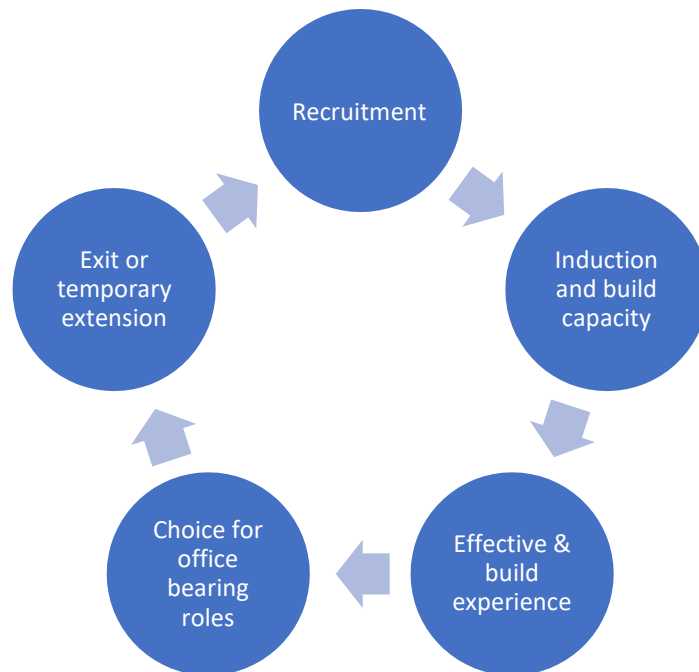 Recruitment
Induction
and build
capacity
Effective &
build
experience
Choice for
office
bearing
roles
Exit or
temporary
extension